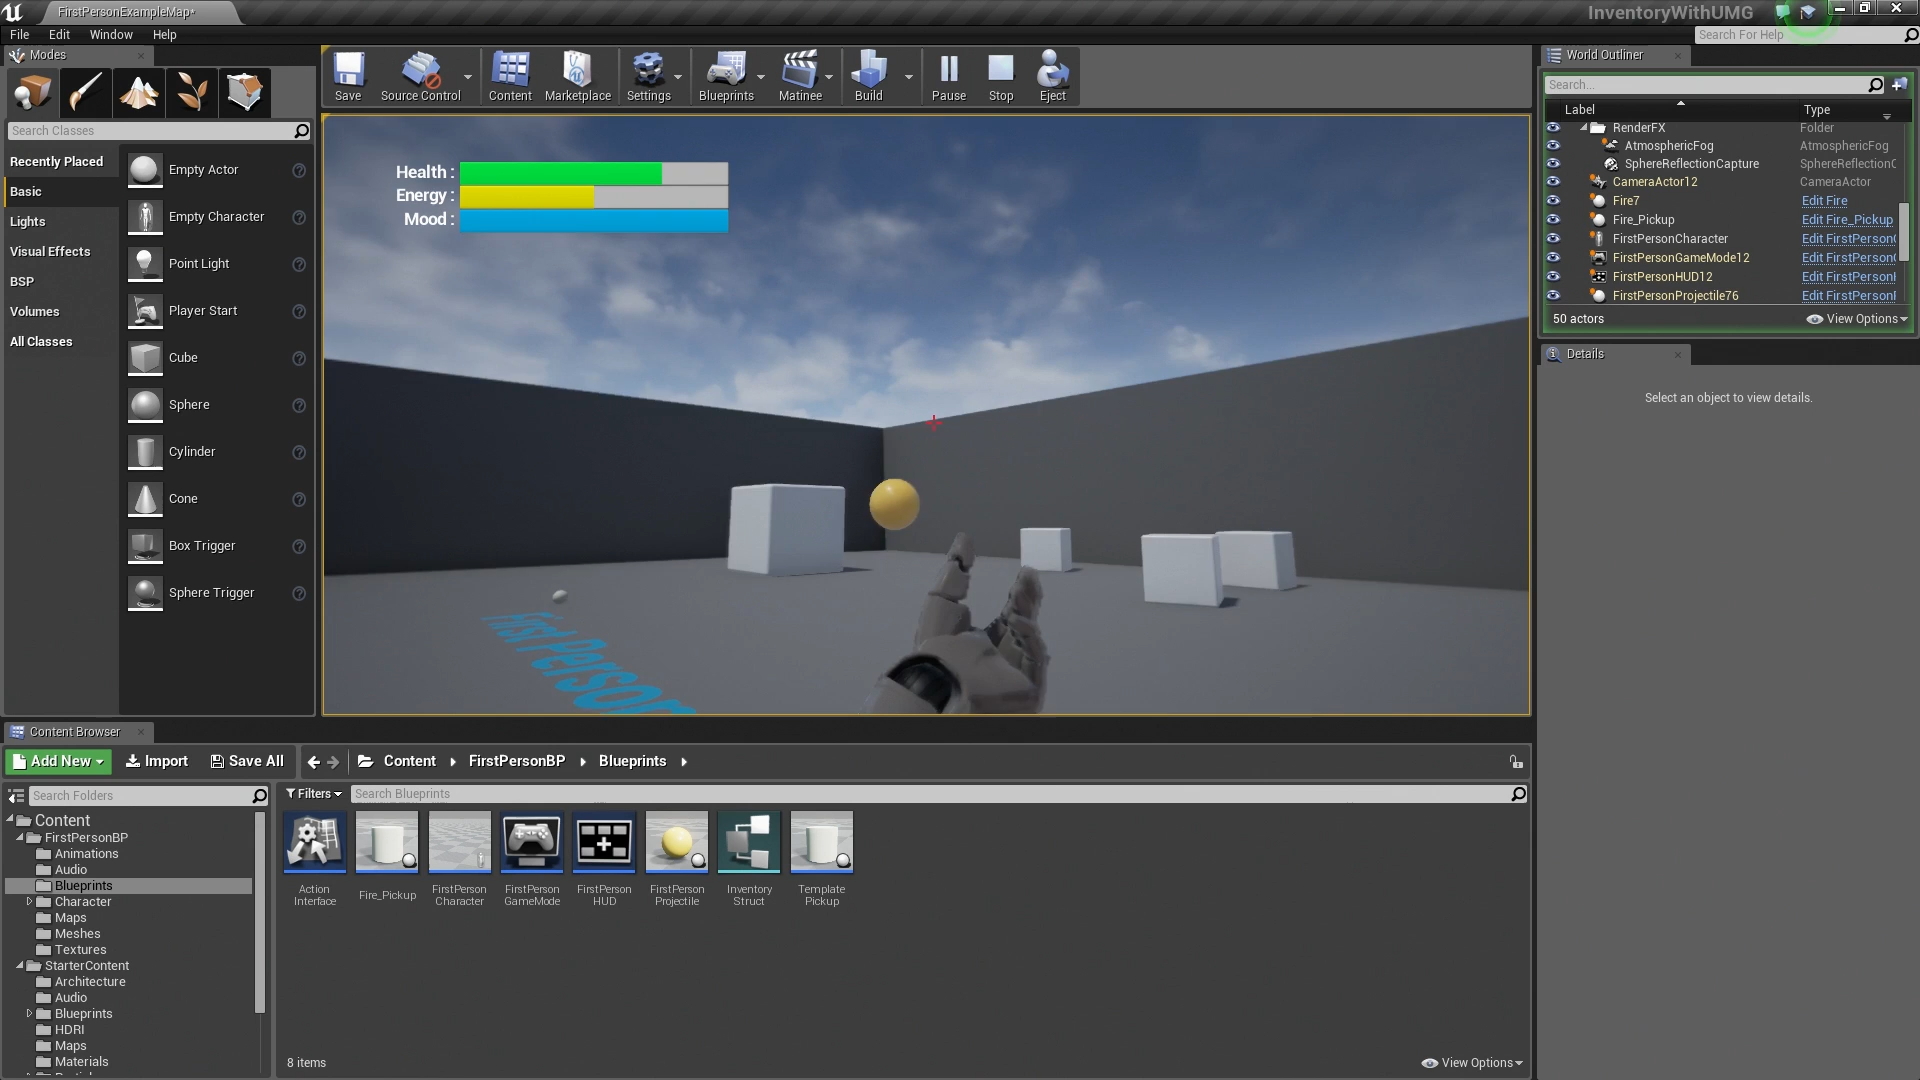 FirstPersonExampleMap*
InventoryWithUMG
File Edit Window Help
Search For Help
Modes
Save Source Control Content Marketplace Settings Blueprints Matinee Build Pause Stop Eject
World Outliner
Search...
Label Type
RenderFX Folder
AtmosphericFog AtmosphericFog
SphereReflectionCapture SphereReflectionC
CameraActor12 CameraActor
Fire7 Edit Fire
Fire_Pickup Edit Fire_Pickup
FirstPersonCharacter Edit FirstPerson
FirstPersonGameMode12 Edit FirstPerson
FirstPersonHUD12 Edit FirstPerson
FirstPersonProjectile76 Edit FirstPerson
50 actors View Options
Details
Select an object to view details.
Search Classes
Recently Placed
Basic
Lights
Visual Effects
BSP
Volumes
All Classes
Empty Actor
Empty Character
Point Light
Player Start
Cube
Sphere
Cylinder
Cone
Box Trigger
Sphere Trigger
Health :
Energy :
Mood :
First Person
Content Browser
Add New Import Save All Content FirstPersonBP Blueprints
Search Folders
Filters Search Blueprints
Content
FirstPersonBP
Animations
Audio
Blueprints
Character
Maps
Meshes
Textures
StarterContent
Architecture
Audio
Blueprints
HDRI
Maps
Materials
Action Interface
Fire_Pickup
FirstPerson Character
FirstPerson GameMode
FirstPerson HUD
FirstPerson Projectile
Inventory Struct
Template Pickup
8 items View Options